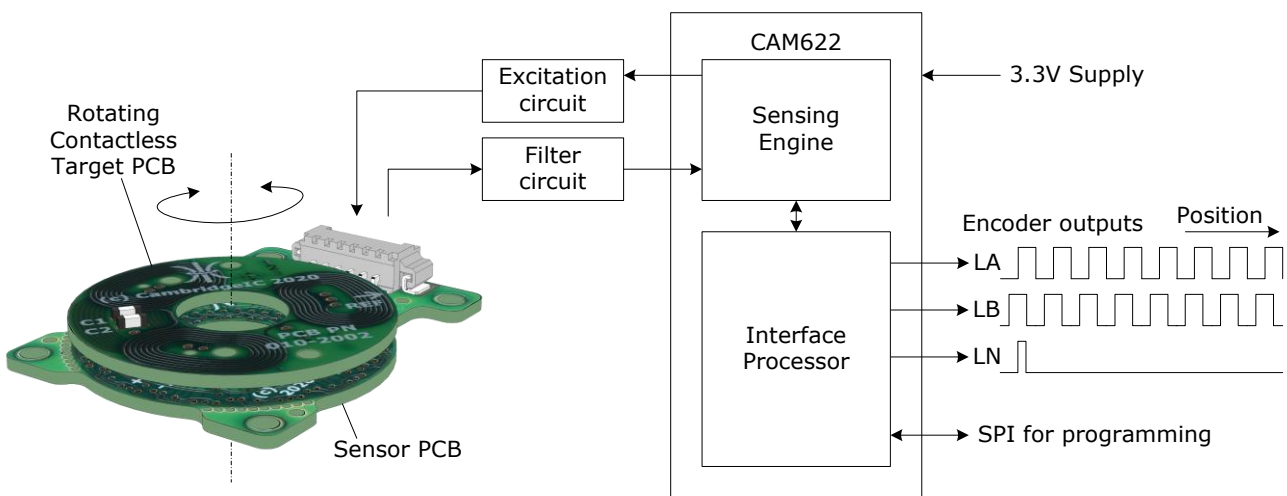 CAM622
Excitation
circuit
3.3V Supply
Rotating
Contactless
Target PCB
Sensing
Engine
Filter
circuit
Encoder outputs
Position
LA
LB
LN
Interface
Processor
SPI for programming
Sensor PCB
(c) CambridgeIC 2020
C1
C2
PCB PN
010-2002